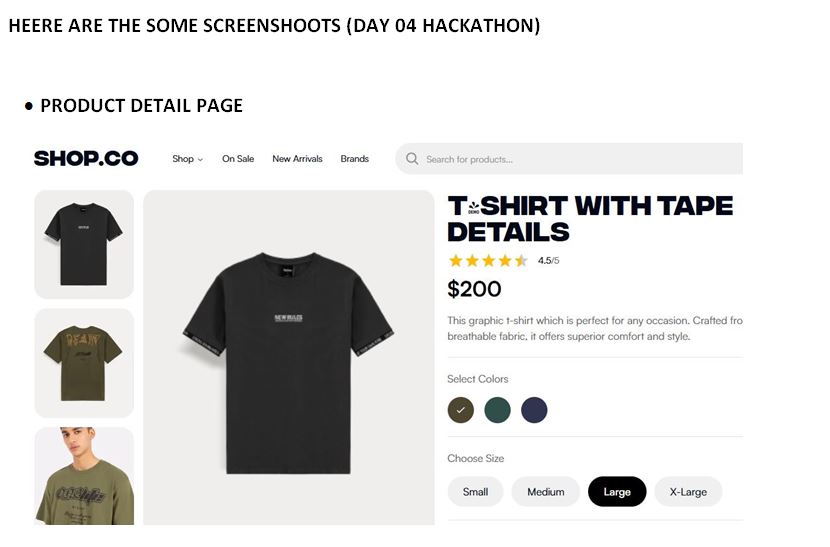 HEERE ARE THE SOME SCREENSHOOTS (DAY 04 HACKATHON)
• PRODUCT DETAIL PAGE
SHOP.CO
Shop
On Sale
New Arrivals
Brands
Search for products...
T-SHIRT WITH TAPE
DEMO
DETAILS
4.5/5
$200
This graphic t-shirt which is perfect for any occasion. Crafted fro
breathable fabric, it offers superior comfort and style.
Select Colors
Choose Size
Small
Medium
Large
X-Large
NEW RULES